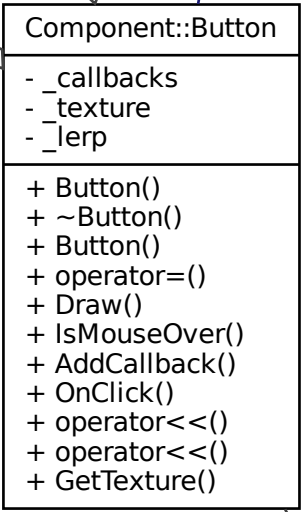 Component::Button
- _callbacks
- _texture
- _lerp
+ Button()
+ ~Button()
+ Button()
+ operator=()
+ Draw()
+ IsMouseOver()
+ AddCallback()
+ OnClick()
+ operator<<()
+ operator<<()
+ GetTexture()